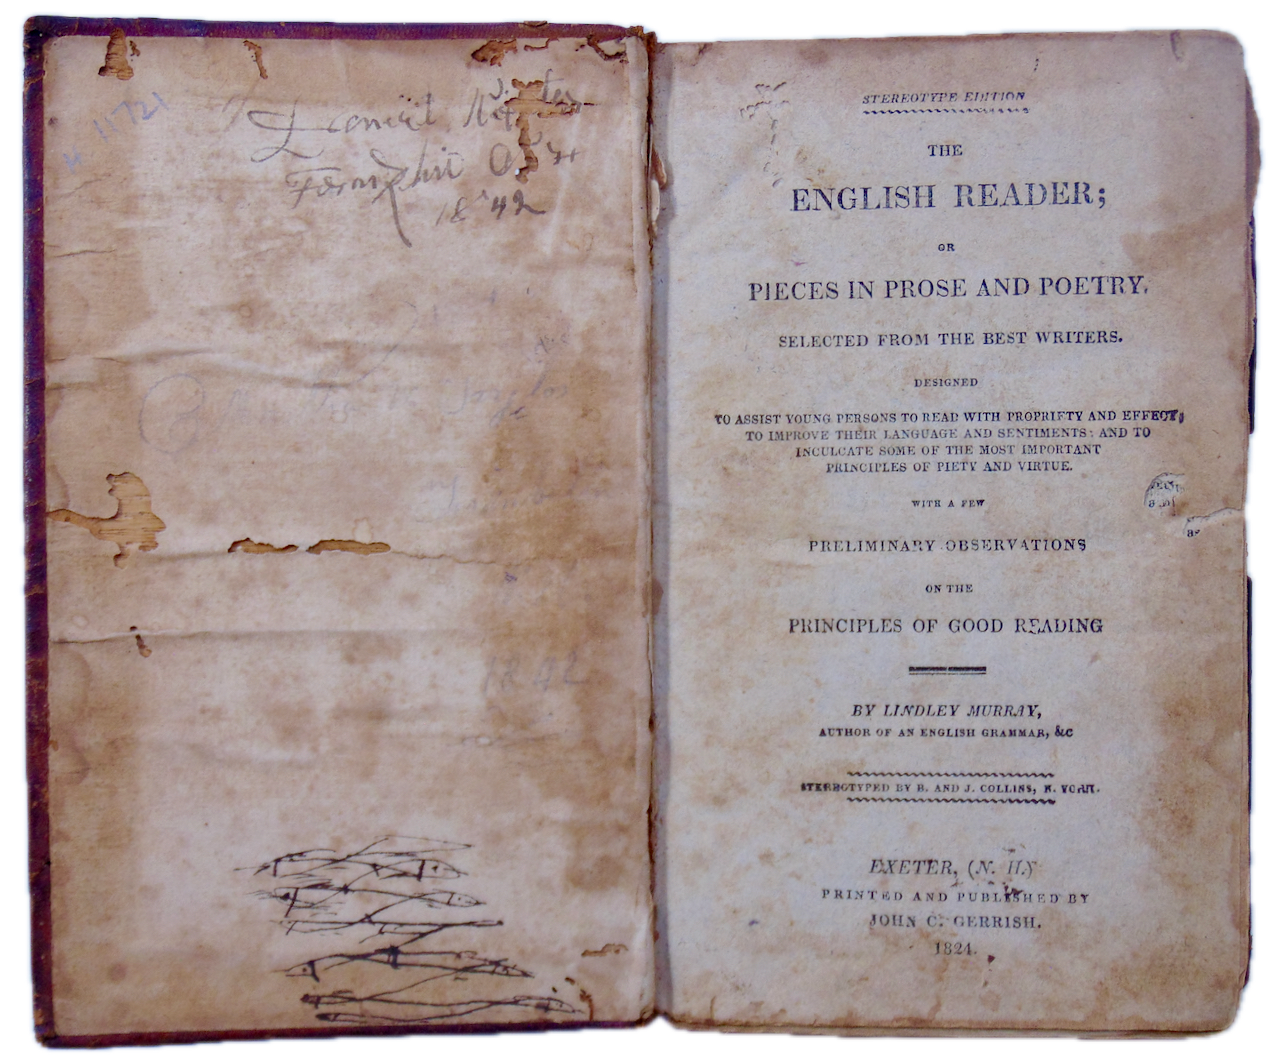 11721
Daniel
18 42
1842
STEREOTYPE EDITION
THE
ENGLISH READER;
OR
PIECES IN PROSE AND POETRY,
SELECTED FROM THE BEST WRITERS.
DESIGNED
TO ASSIST YOUNG PERSONS TO READ WITH PROPRIETY AND EFFECT;
TO IMPROVE THEIR LANGUAGE AND SENTIMENTS; AND TO
INCULCATE SOME OF THE MOST IMPORTANT
PRINCIPLES OF PIETY AND VIRTUE.
WITH A FEW
PRELIMINARY OBSERVATIONS
ON THE
PRINCIPLES OF GOOD READING
BY LINDLEY MURRAY,
AUTHOR OF AN ENGLISH GRAMMAR, &c
STEREOTYPED BY B. AND J. COLLINS, N. YORK.
EXETER, (N. H.)
PRINTED AND PUBLISHED BY
JOHN C. GERRISH.
1824.